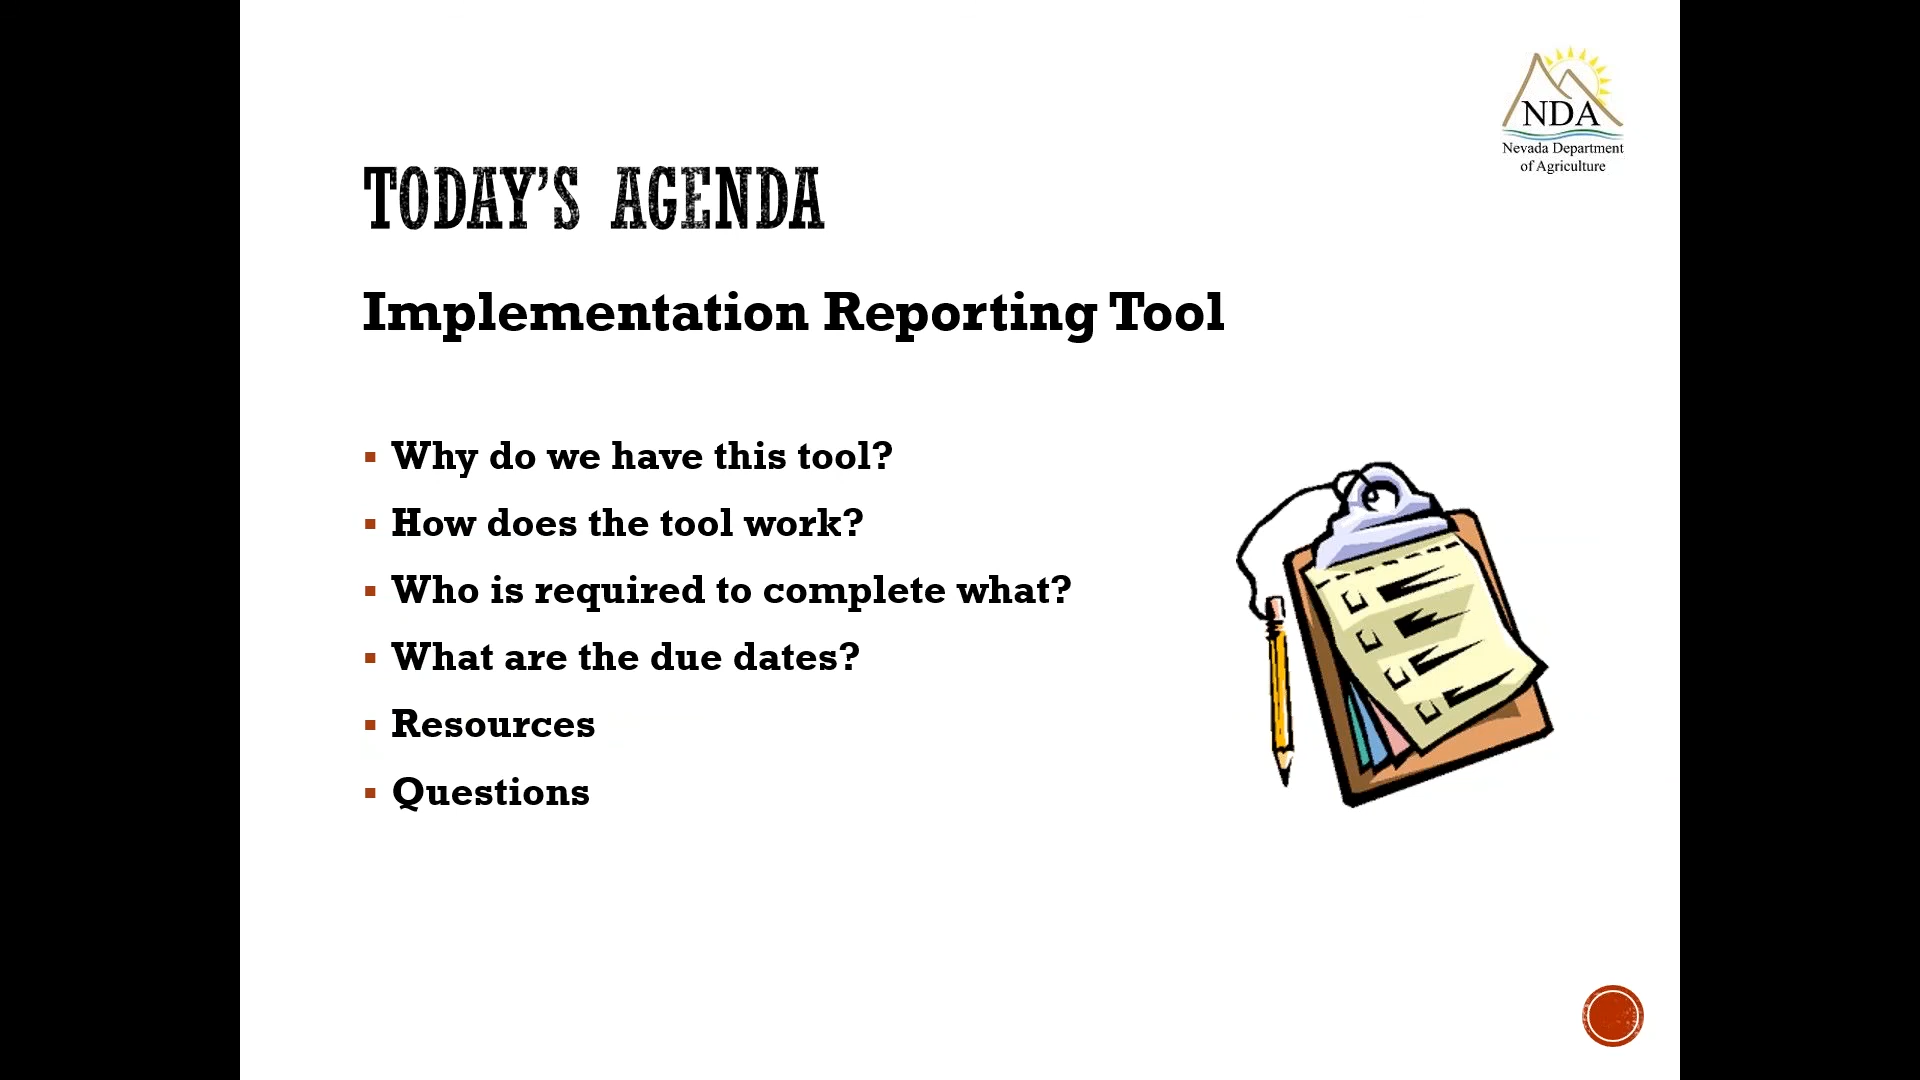 NDA
Nevada Department
of Agriculture
TODAY’S AGENDA
Implementation Reporting Tool
▪ Why do we have this tool?
▪ How does the tool work?
▪ Who is required to complete what?
▪ What are the due dates?
▪ Resources
▪ Questions